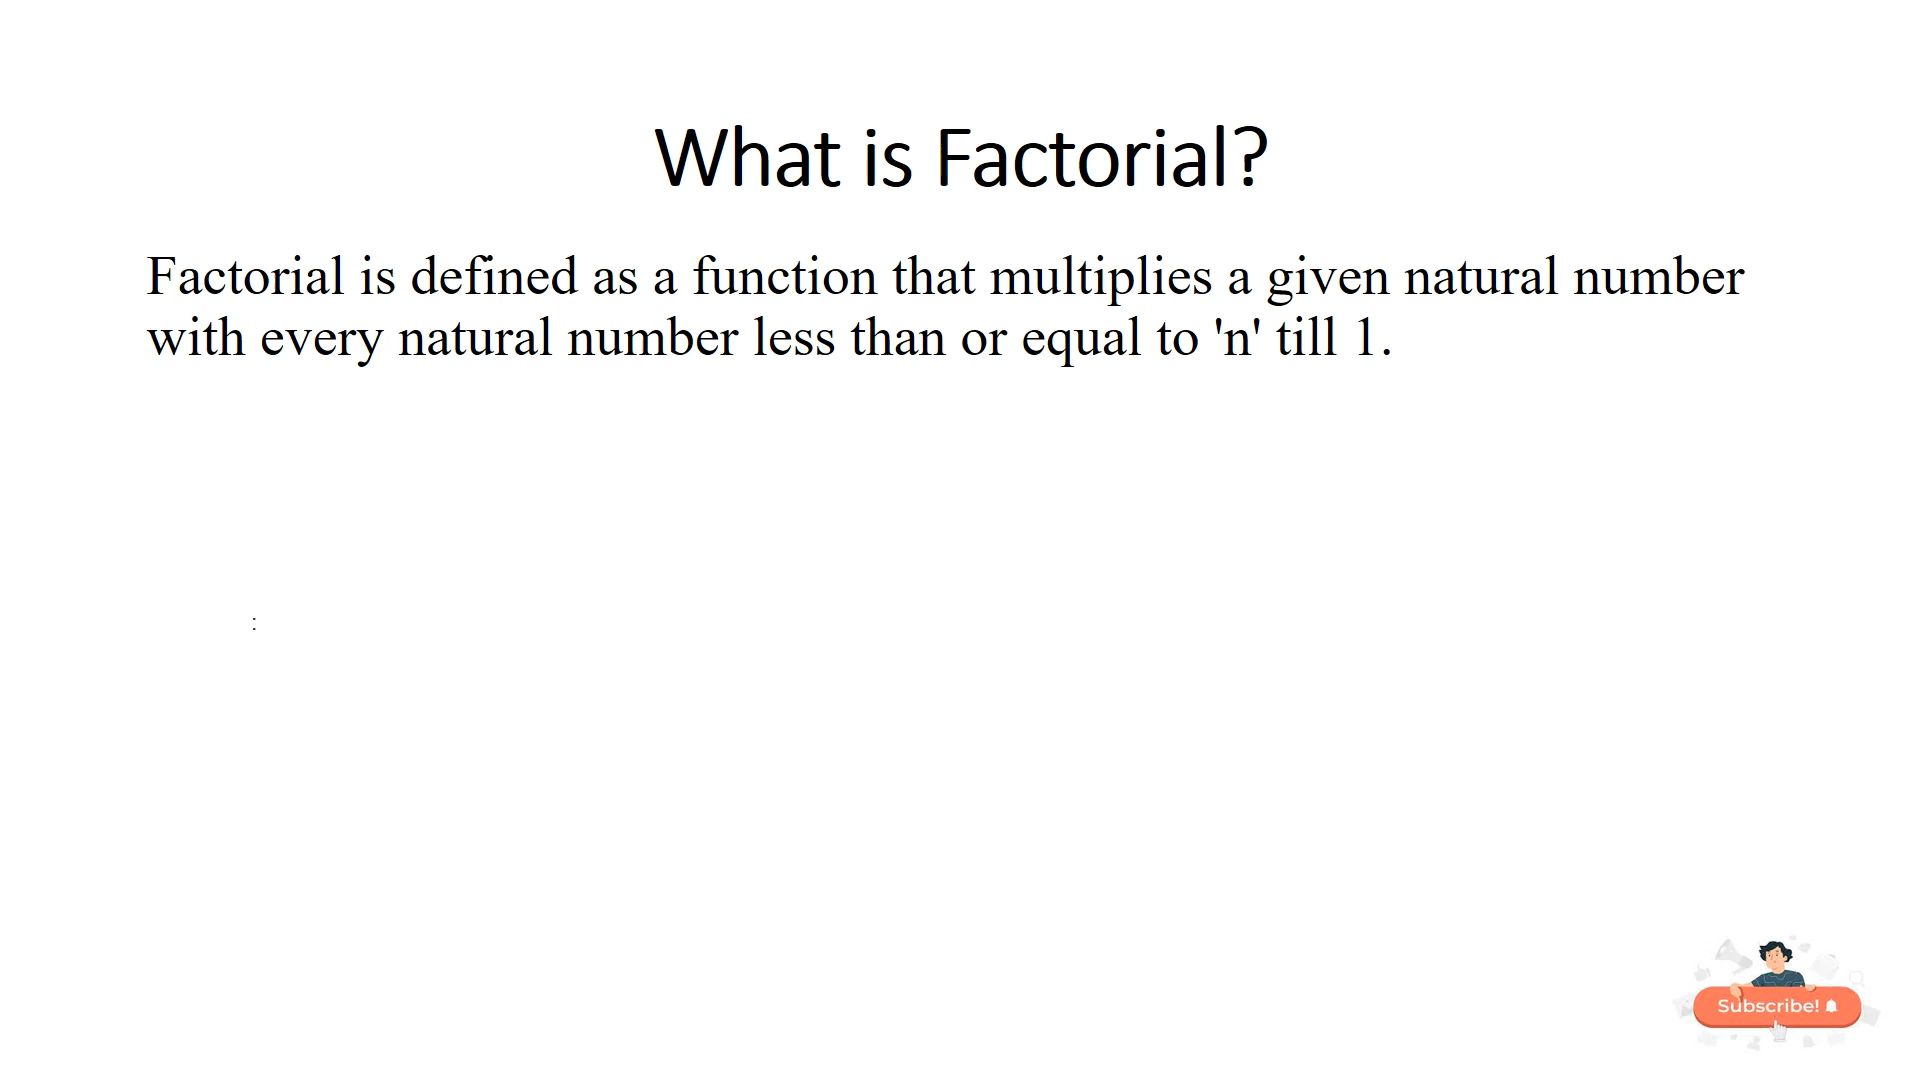 What is Factorial?
Factorial is defined as a function that multiplies a given natural number
with every natural number less than or equal to 'n' till 1.
:
Subscribe!